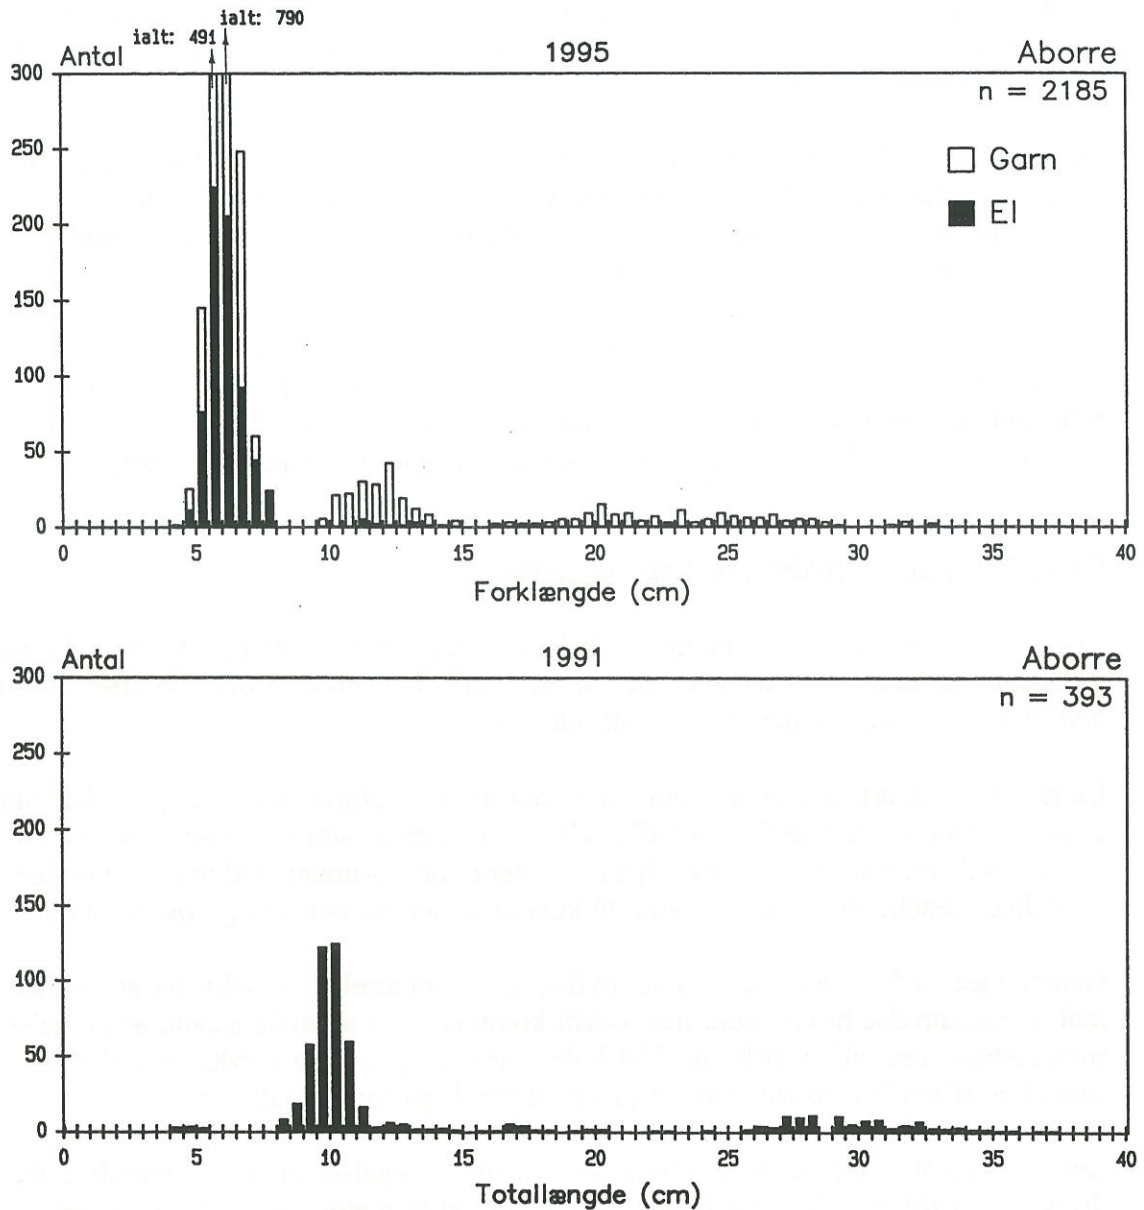 ialt: 790
ialt: 491
Antal 1995 Aborre
n = 2185
Garn
El
300
250
200
150
100
50
0
0 5 10 15 20 25 30 35 40
Forklængde (cm)
Antal 1991 Aborre
n = 393
300
250
200
150
100
50
0
0 5 10 15 20 25 30 35 40
Totallængde (cm)